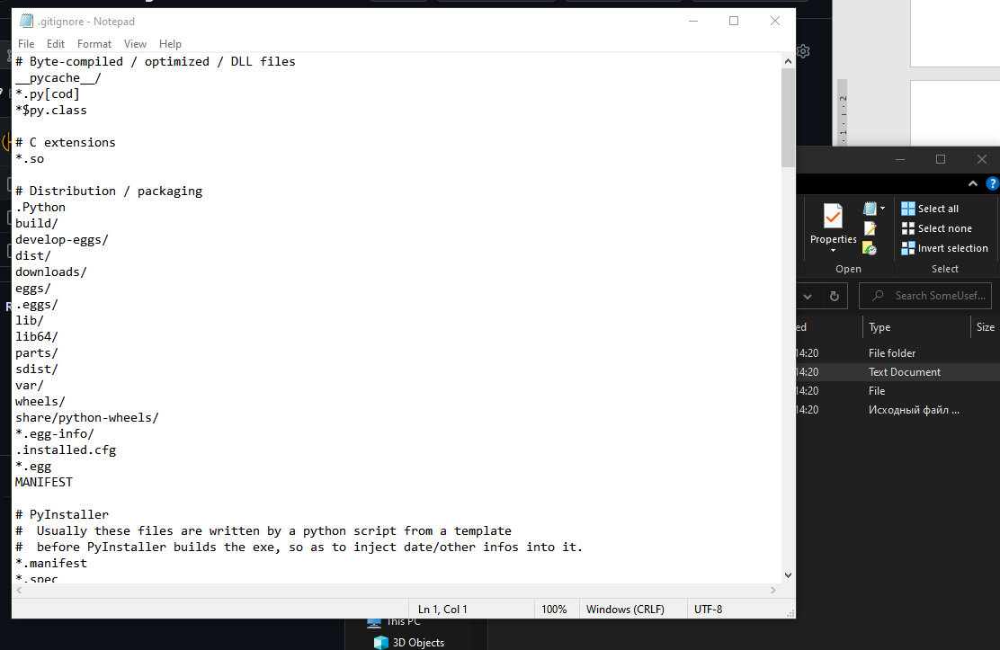 .gitignore - Notepad
File Edit Format View Help
# Byte-compiled / optimized / DLL files
__pycache__/
*.py[cod]
*$py.class
# C extensions
*.so
# Distribution / packaging
.Python
build/
develop-eggs/
dist/
downloads/
eggs/
.eggs/
lib/
lib64/
parts/
sdist/
var/
wheels/
share/python-wheels/
*.egg-info/
.installed.cfg
*.egg
MANIFEST
# PyInstaller
#  Usually these files are written by a python script from a template
#  before PyInstaller builds the exe, so as to inject date/other infos into it.
*.manifest
*.spec
Ln 1, Col 1 100% Windows (CRLF) UTF-8
2
1
Properties
Open
Select all
Select none
Invert selection
Select
Search SomeUsef...
ed Type Size
14:20 File folder
14:20 Text Document
14:20 File
14:20 Исходный файл ...
This PC
3D Objects